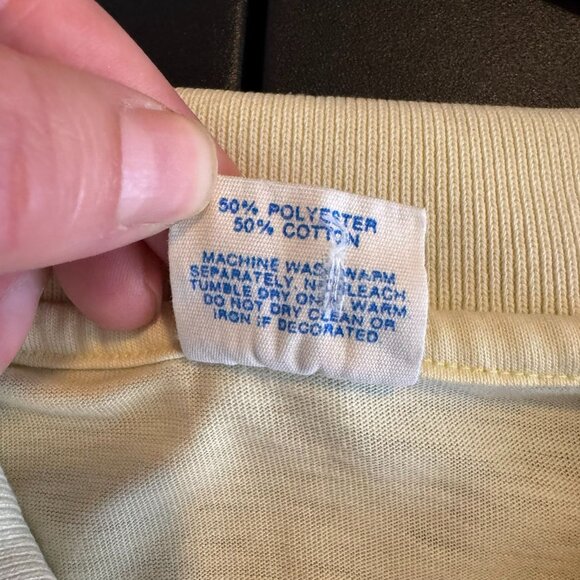 50% POLYESTER
50% COTTON
MACHINE WASH WARM
SEPARATELY, NO BLEACH
TUMBLE DRY ON WARM
DO NOT DRY CLEAN OR
IRON IF DECORATED